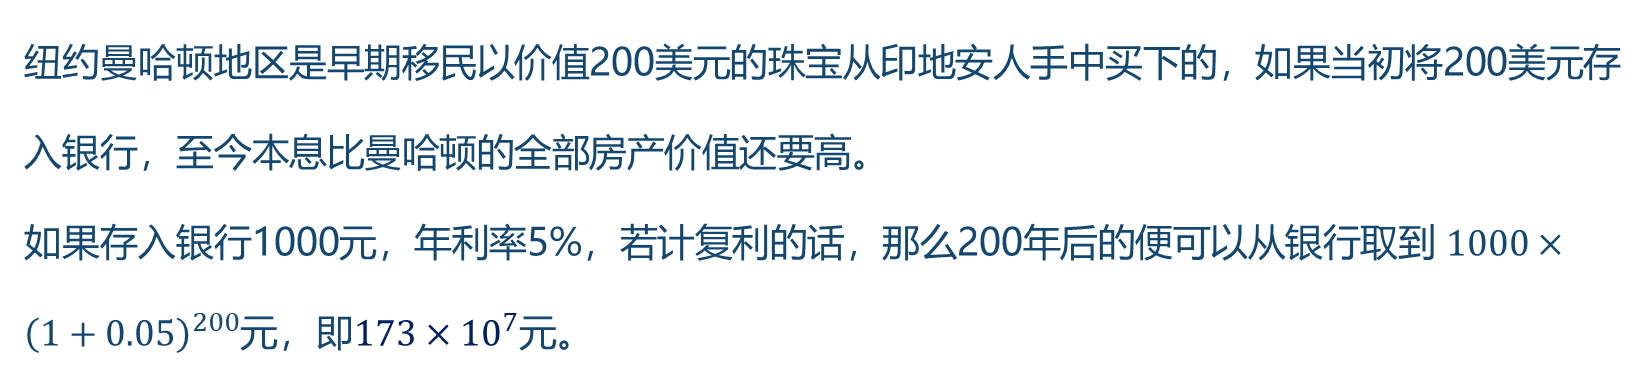 纽约曼哈顿地区是早期移民以价值200美元的珠宝从印地安人手中买下的，如果当初将200美元存
入银行，至今本息比曼哈顿的全部房产价值还要高。
如果存入银行1000元，年利率5%，若计复利的话，那么200年后的便可以从银行取到 1000 ×
(1 + 0.05)²⁰⁰元，即173 × 10⁷元。